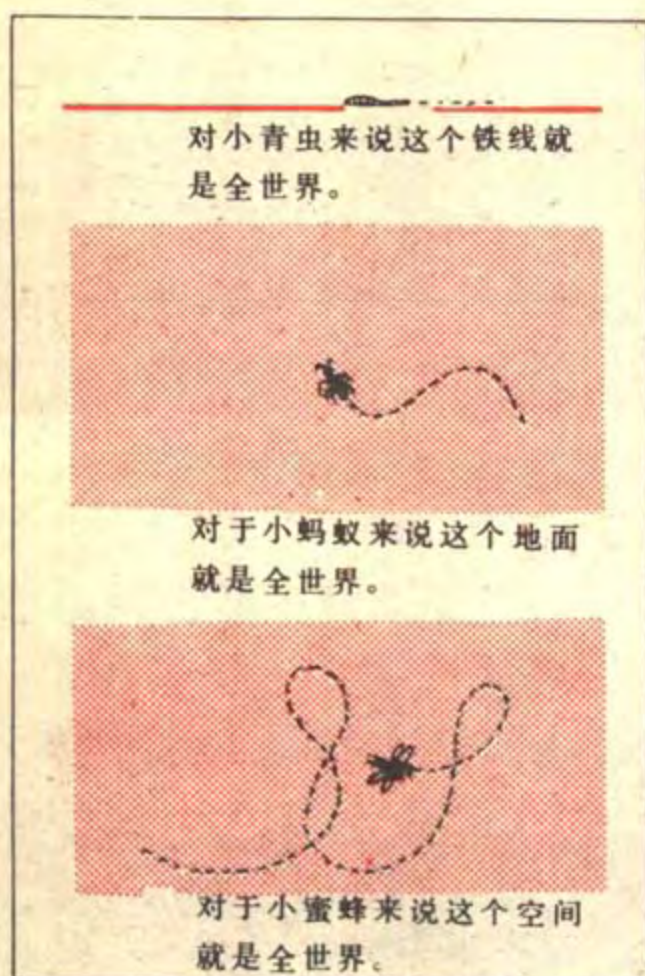 对小青虫来说这个铁线就
是全世界。
对于小蚂蚁来说这个地面
就是全世界。
对于小蜜蜂来说这个空间
就是全世界。